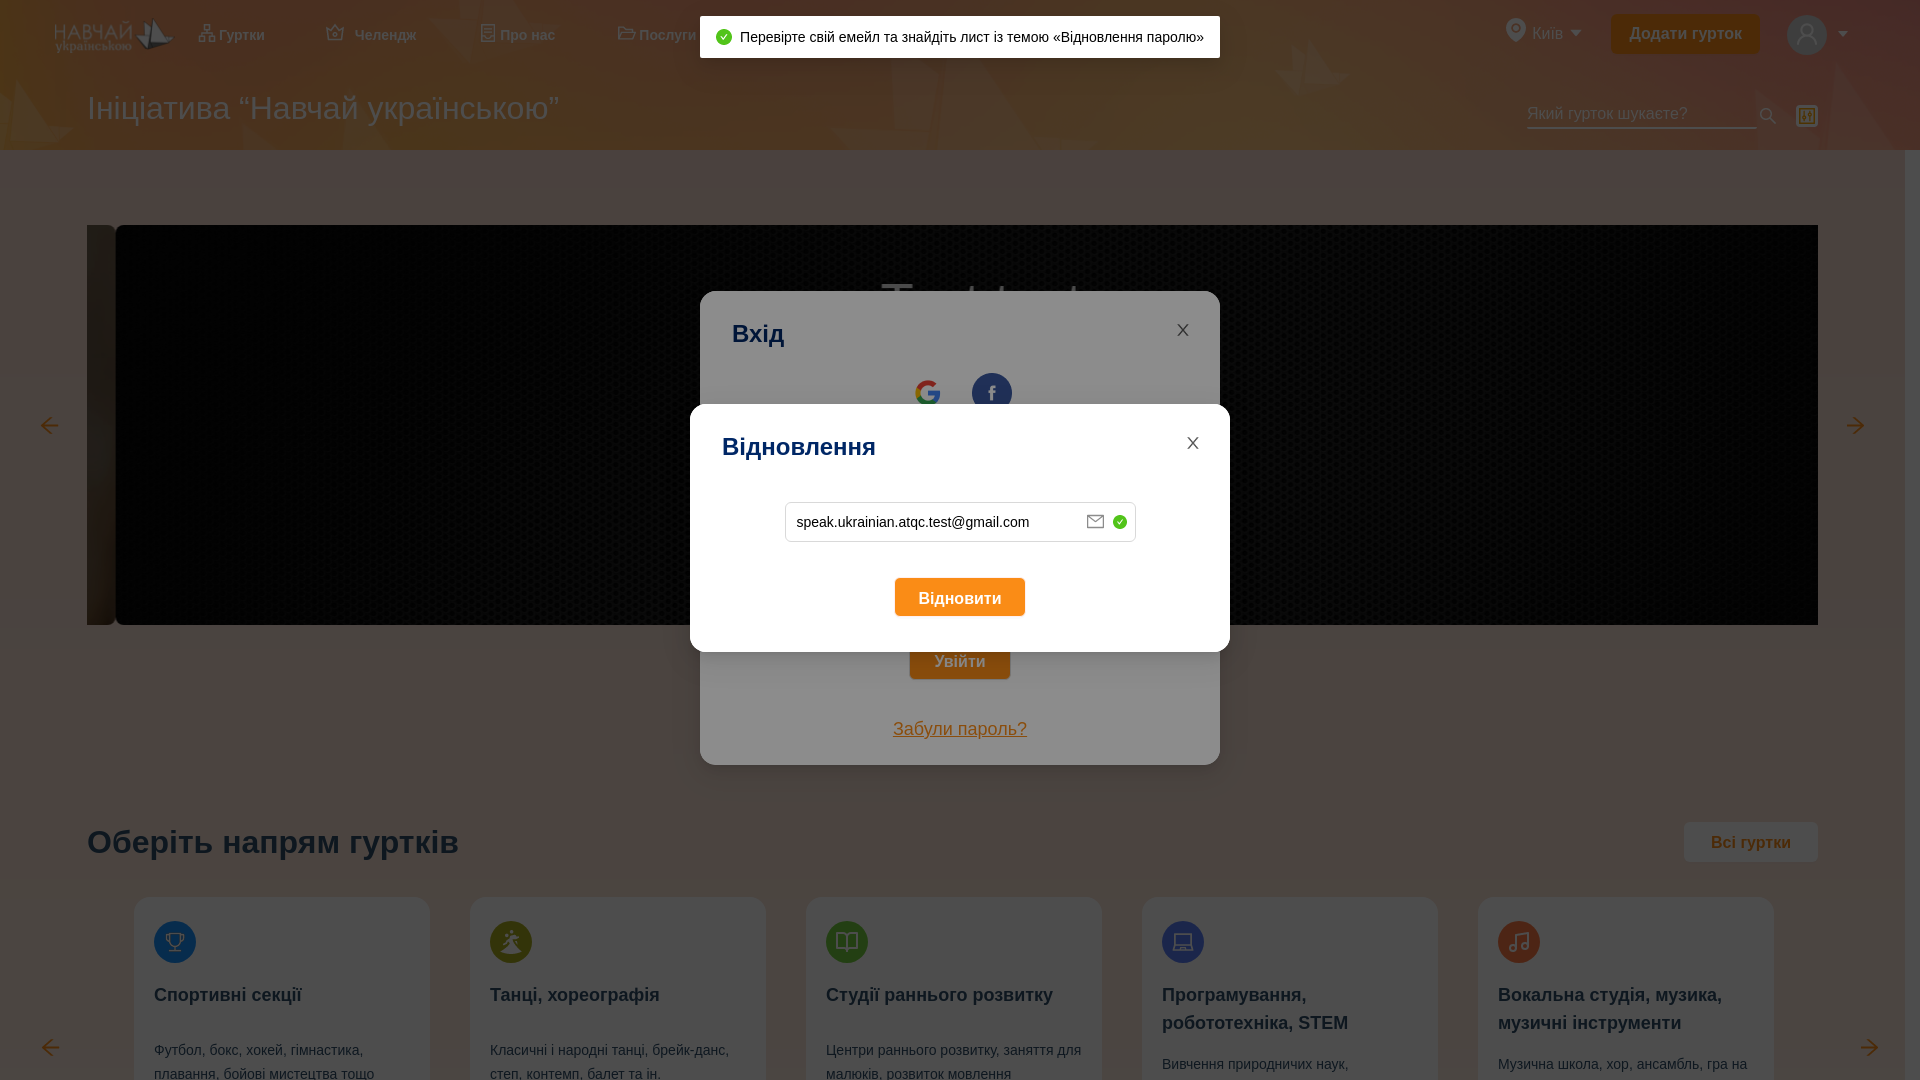 НАВЧАЙ
українською
Гуртки
Челендж
Про нас
Послуги
Перевірте свій емейл та знайдіть лист із темою «Відновлення паролю»
Київ
Додати гурток
Ініціатива “Навчай українською”
Який гурток шукаєте?
Вхід
Відновлення
speak.ukrainian.atqc.test@gmail.com
Відновити
Увійти
Забули пароль?
Оберіть напрям гуртків
Всі гуртки
Спортивні секції
Футбол, бокс, хокей, гімнастика,
плавання, бойові мистецтва тощо
Танці, хореографія
Класичні і народні танці, брейк-данс,
степ, контемп, балет та ін.
Студії раннього розвитку
Центри раннього розвитку, заняття для
малюків, розвиток мовлення
Програмування,
робототехніка, STEM
Вивчення природничих наук,
Вокальна студія, музика,
музичні інструменти
Музична школа, хор, ансамбль, гра на